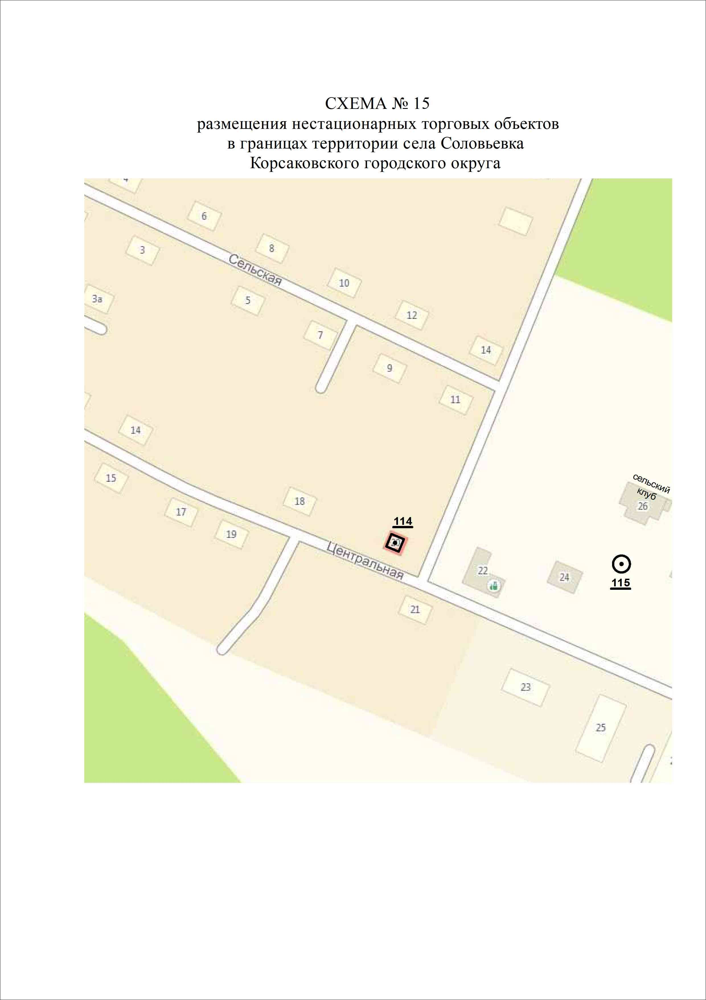 СХЕМА № 15
размещения нестационарных торговых объектов
в границах территории села Соловьевка
Корсаковского городского округа
6
3
8
Сельская
3а
5
10
12
7
14
9
11
14
15
18
17
19
114
Центральная
сельский
клуб
26
22
24
115
21
23
25